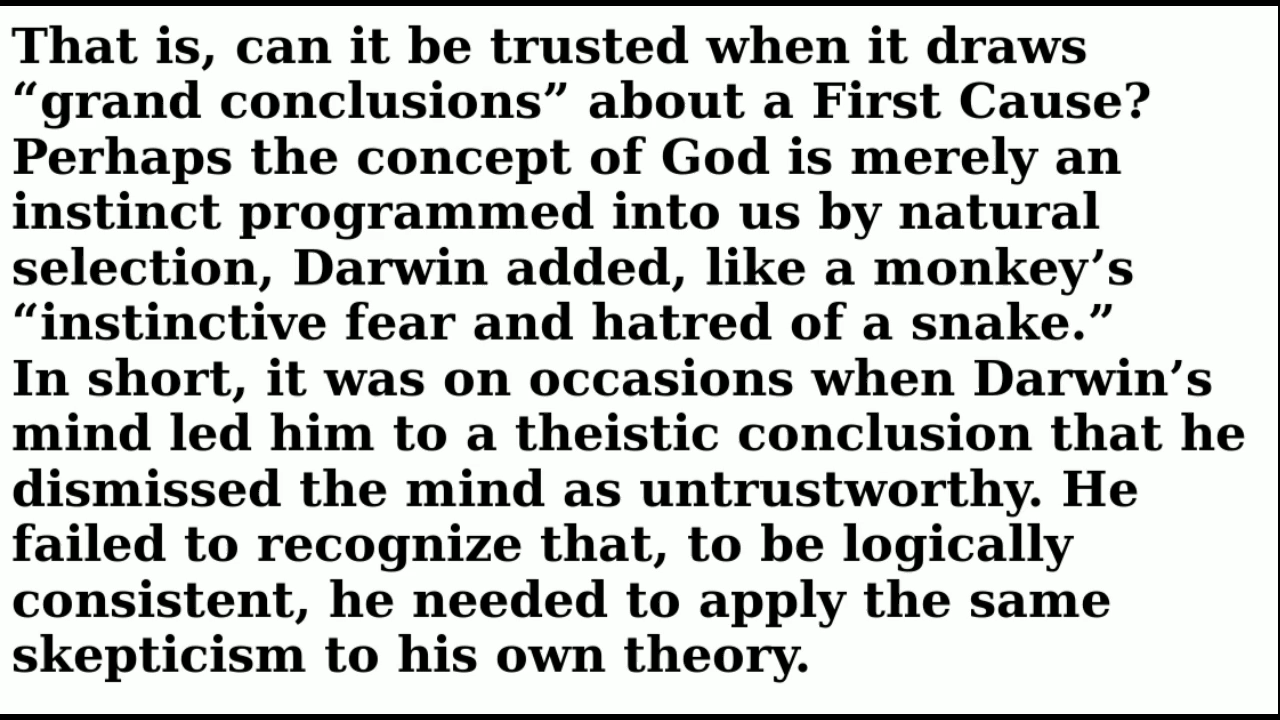 That is, can it be trusted when it draws
“grand conclusions” about a First Cause?
Perhaps the concept of God is merely an
instinct programmed into us by natural
selection, Darwin added, like a monkey’s
“instinctive fear and hatred of a snake.”
In short, it was on occasions when Darwin’s
mind led him to a theistic conclusion that he
dismissed the mind as untrustworthy. He
failed to recognize that, to be logically
consistent, he needed to apply the same
skepticism to his own theory.